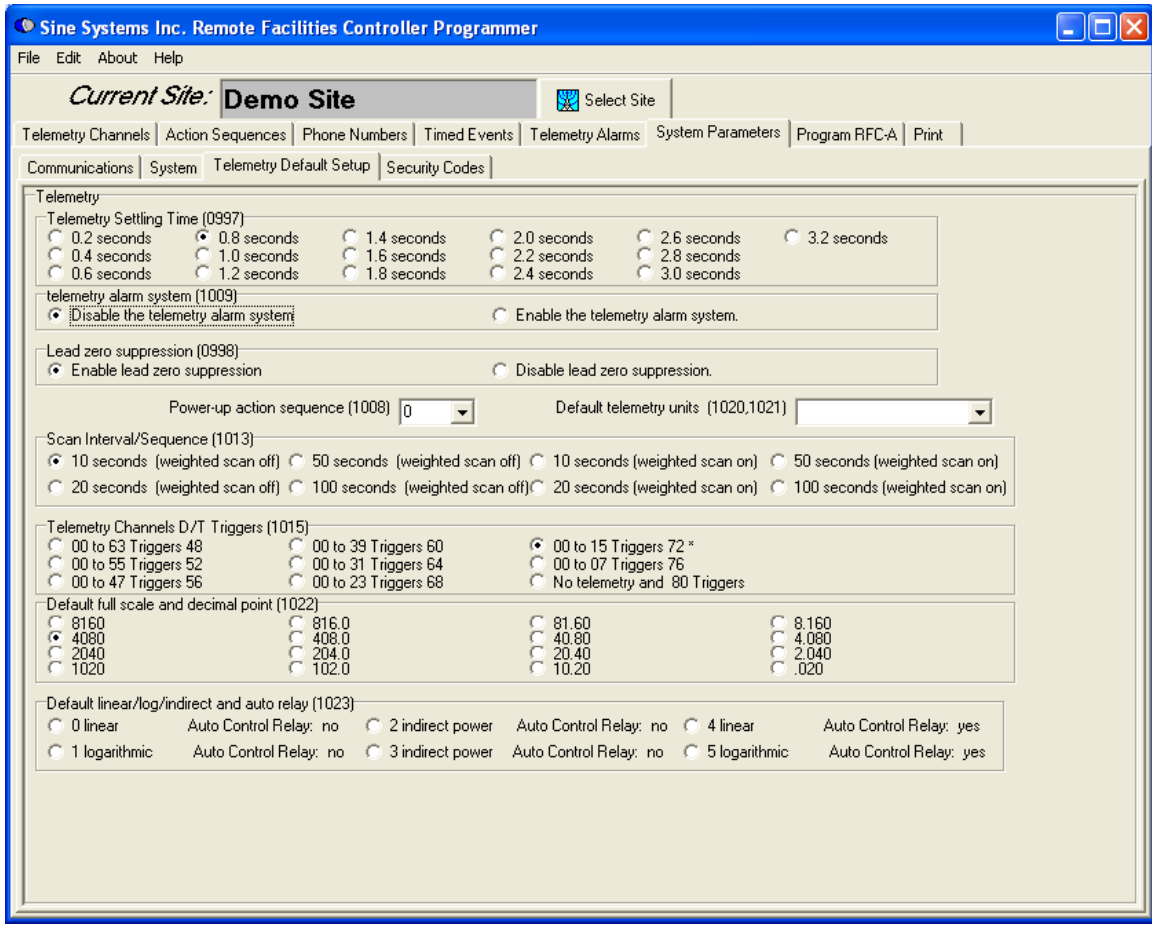 Sine Systems Inc. Remote Facilities Controller Programmer
File Edit About Help
Current Site: Demo Site Select Site
Telemetry Channels Action Sequences Phone Numbers Timed Events Telemetry Alarms System Parameters Program RFC-A Print
Communications System Telemetry Default Setup Security Codes
Telemetry
Telemetry Settling Time (0997)
0.2 seconds 0.8 seconds 1.4 seconds 2.0 seconds 2.6 seconds 3.2 seconds
0.4 seconds 1.0 seconds 1.6 seconds 2.2 seconds 2.8 seconds
0.6 seconds 1.2 seconds 1.8 seconds 2.4 seconds 3.0 seconds
telemetry alarm system (1009)
Disable the telemetry alarm system Enable the telemetry alarm system.
Lead zero suppression (0998)
Enable lead zero suppression Disable lead zero suppression.
Power-up action sequence (1008) 0 Default telemetry units (1020,1021)
Scan Interval/Sequence (1013)
10 seconds (weighted scan off) 50 seconds (weighted scan off) 10 seconds (weighted scan on) 50 seconds (weighted scan on)
20 seconds (weighted scan off) 100 seconds (weighted scan off) 20 seconds (weighted scan on) 100 seconds (weighted scan on)
Telemetry Channels D/T Triggers (1015)
00 to 63 Triggers 48 00 to 39 Triggers 60 00 to 15 Triggers 72 *
00 to 55 Triggers 52 00 to 31 Triggers 64 00 to 07 Triggers 76
00 to 47 Triggers 56 00 to 23 Triggers 68 No telemetry and 80 Triggers
Default full scale and decimal point (1022)
8160 816.0 81.60 8.160
4080 408.0 40.80 4.080
2040 204.0 20.40 2.040
1020 102.0 10.20 .020
Default linear/log/indirect and auto relay (1023)
0 linear Auto Control Relay: no 2 indirect power Auto Control Relay: no 4 linear Auto Control Relay: yes
1 logarithmic Auto Control Relay: no 3 indirect power Auto Control Relay: no 5 logarithmic Auto Control Relay: yes